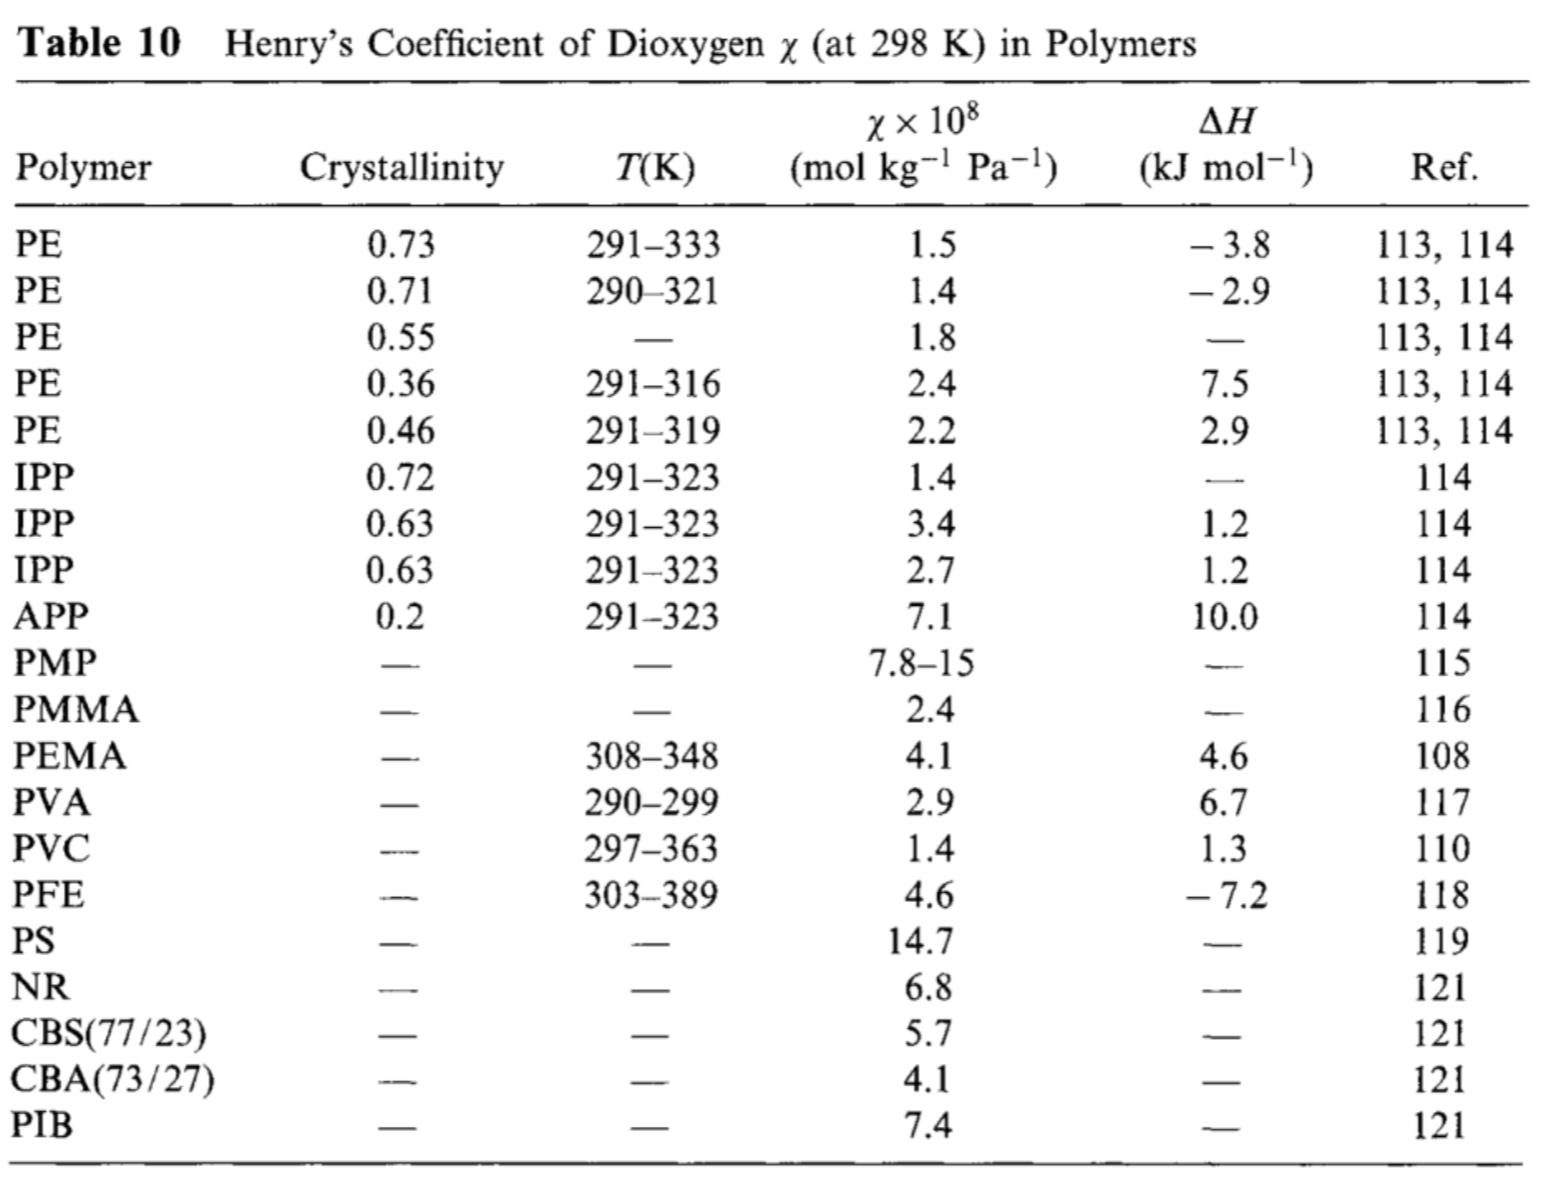 Table 10 Henry's Coefficient of Dioxygen χ (at 298 K) in Polymers
χ × 10⁸ ΔH
Polymer Crystallinity T(K) (mol kg⁻¹ Pa⁻¹) (kJ mol⁻¹) Ref.
PE 0.73 291–333 1.5 −3.8 113, 114
PE 0.71 290–321 1.4 −2.9 113, 114
PE 0.55 — 1.8 — 113, 114
PE 0.36 291–316 2.4 7.5 113, 114
PE 0.46 291–319 2.2 2.9 113, 114
IPP 0.72 291–323 1.4 — 114
IPP 0.63 291–323 3.4 1.2 114
IPP 0.63 291–323 2.7 1.2 114
APP 0.2 291–323 7.1 10.0 114
PMP — — 7.8–15 — 115
PMMA — — 2.4 — 116
PEMA — 308–348 4.1 4.6 108
PVA — 290–299 2.9 6.7 117
PVC — 297–363 1.4 1.3 110
PFE — 303–389 4.6 −7.2 118
PS — — 14.7 — 119
NR — — 6.8 — 121
CBS(77/23) — — 5.7 — 121
CBA(73/27) — — 4.1 — 121
PIB — — 7.4 — 121